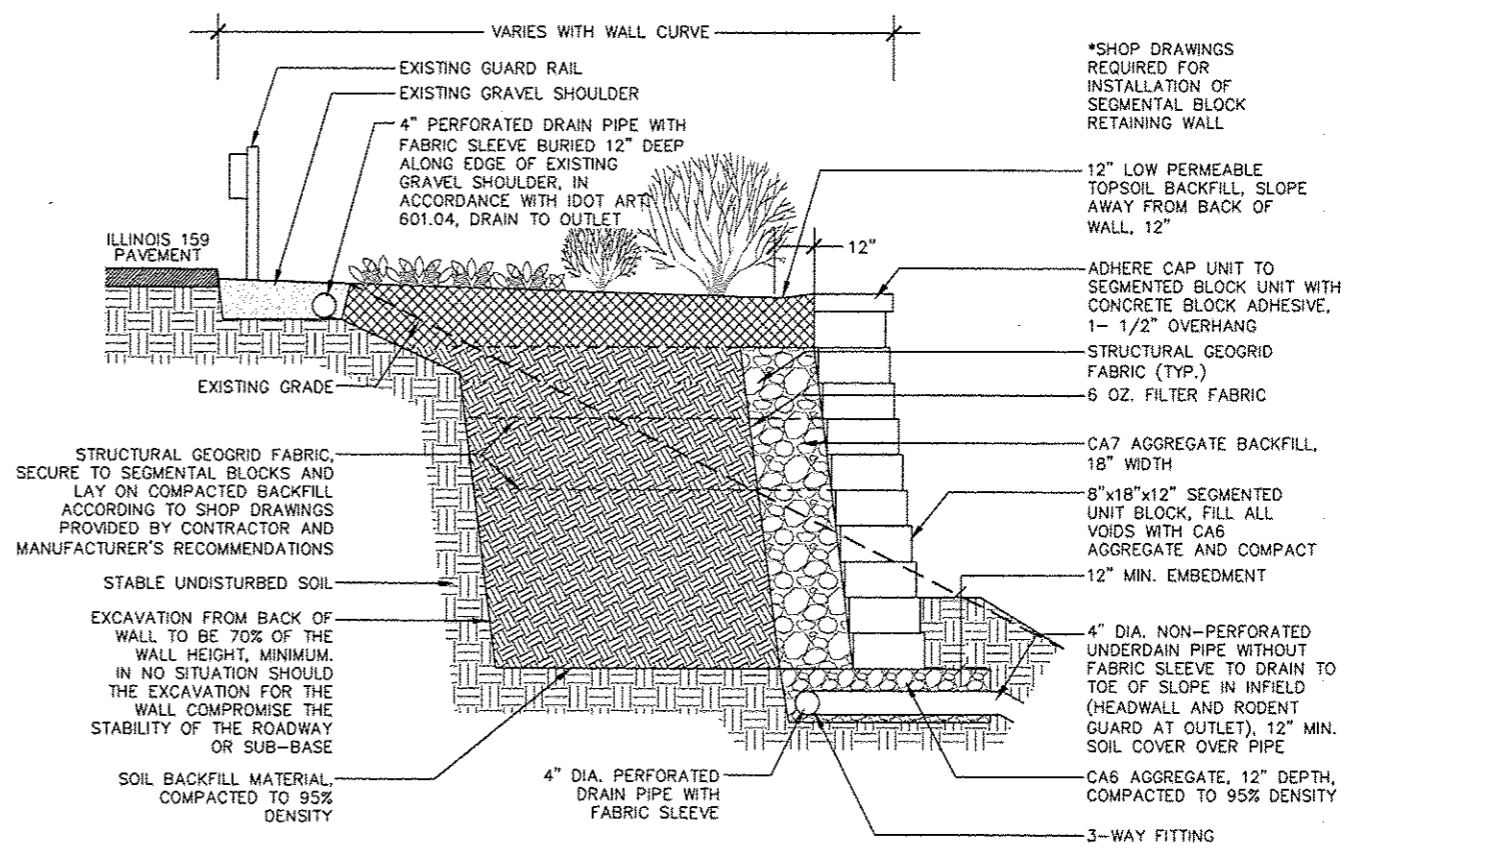 VARIES WITH WALL CURVE
EXISTING GUARD RAIL
EXISTING GRAVEL SHOULDER
4" PERFORATED DRAIN PIPE WITH
FABRIC SLEEVE BURIED 12" DEEP
ALONG EDGE OF EXISTING
GRAVEL SHOULDER, IN
ACCORDANCE WITH IDOT ART.
601.04, DRAIN TO OUTLET
ILLINOIS 159
PAVEMENT
EXISTING GRADE
STRUCTURAL GEOGRID FABRIC,
SECURE TO SEGMENTAL BLOCKS AND
LAY ON COMPACTED BACKFILL
ACCORDING TO SHOP DRAWINGS
PROVIDED BY CONTRACTOR AND
MANUFACTURER'S RECOMMENDATIONS
STABLE UNDISTURBED SOIL
EXCAVATION FROM BACK OF
WALL TO BE 70% OF THE
WALL HEIGHT, MINIMUM.
IN NO SITUATION SHOULD
THE EXCAVATION FOR THE
WALL COMPROMISE THE
STABILITY OF THE ROADWAY
OR SUB-BASE
SOIL BACKFILL MATERIAL,
COMPACTED TO 95%
DENSITY
4" DIA. PERFORATED
DRAIN PIPE WITH
FABRIC SLEEVE
12"
*SHOP DRAWINGS
REQUIRED FOR
INSTALLATION OF
SEGMENTAL BLOCK
RETAINING WALL
12" LOW PERMEABLE
TOPSOIL BACKFILL, SLOPE
AWAY FROM BACK OF
WALL, 12"
ADHERE CAP UNIT TO
SEGMENTED BLOCK UNIT WITH
CONCRETE BLOCK ADHESIVE,
1- 1/2" OVERHANG
STRUCTURAL GEOGRID
FABRIC (TYP.)
6 OZ. FILTER FABRIC
CA7 AGGREGATE BACKFILL,
18" WIDTH
8"x18"x12" SEGMENTED
UNIT BLOCK, FILL ALL
VOIDS WITH CA6
AGGREGATE AND COMPACT
12" MIN. EMBEDMENT
4" DIA. NON-PERFORATED
UNDERDAIN PIPE WITHOUT
FABRIC SLEEVE TO DRAIN TO
TOE OF SLOPE IN INFIELD
(HEADWALL AND RODENT
GUARD AT OUTLET), 12" MIN.
SOIL COVER OVER PIPE
CA6 AGGREGATE, 12" DEPTH,
COMPACTED TO 95% DENSITY
3-WAY FITTING